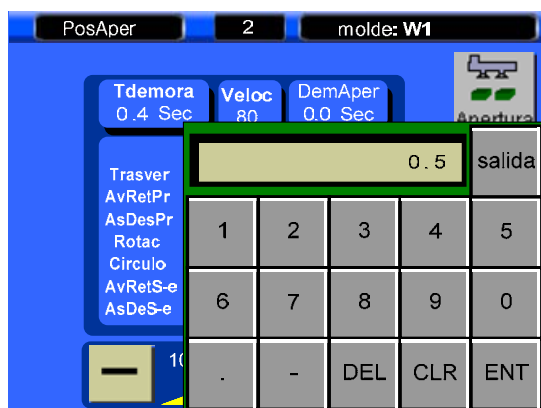 PosAper 2 molde: W1
Tdemora Veloc DemAper
0.4 Sec 80 0.0 Sec
Apertura
0.5 salida
Trasver
AvRetPr
AsDesPr
Rotac
Circulo
AvRetS-e
AsDeS-e
1 2 3 4 5
6 7 8 9 0
. - DEL CLR ENT
10